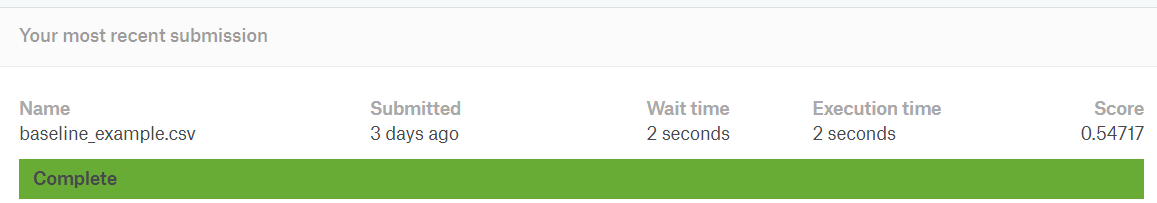 Your most recent submission
Name Submitted Wait time Execution time Score
baseline_example.csv 3 days ago 2 seconds 2 seconds 0.54717
Complete